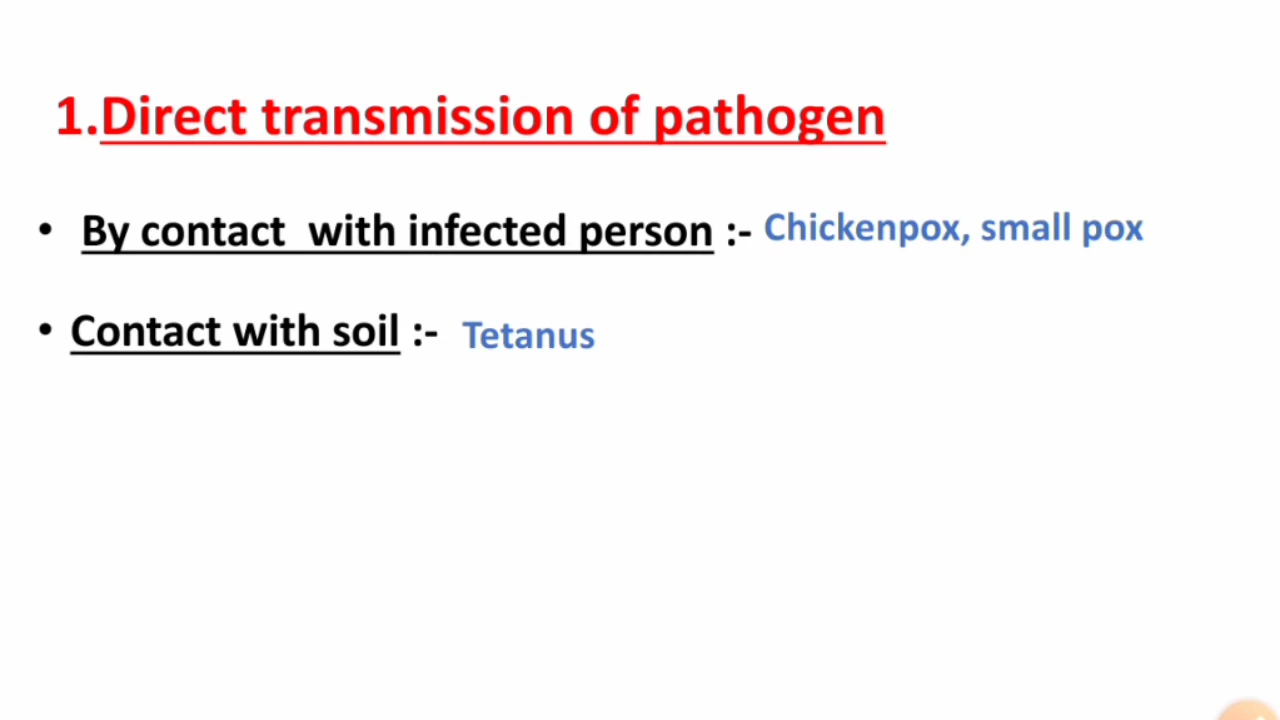 1.Direct transmission of pathogen
• By contact  with infected person :- Chickenpox, small pox
• Contact with soil :- Tetanus